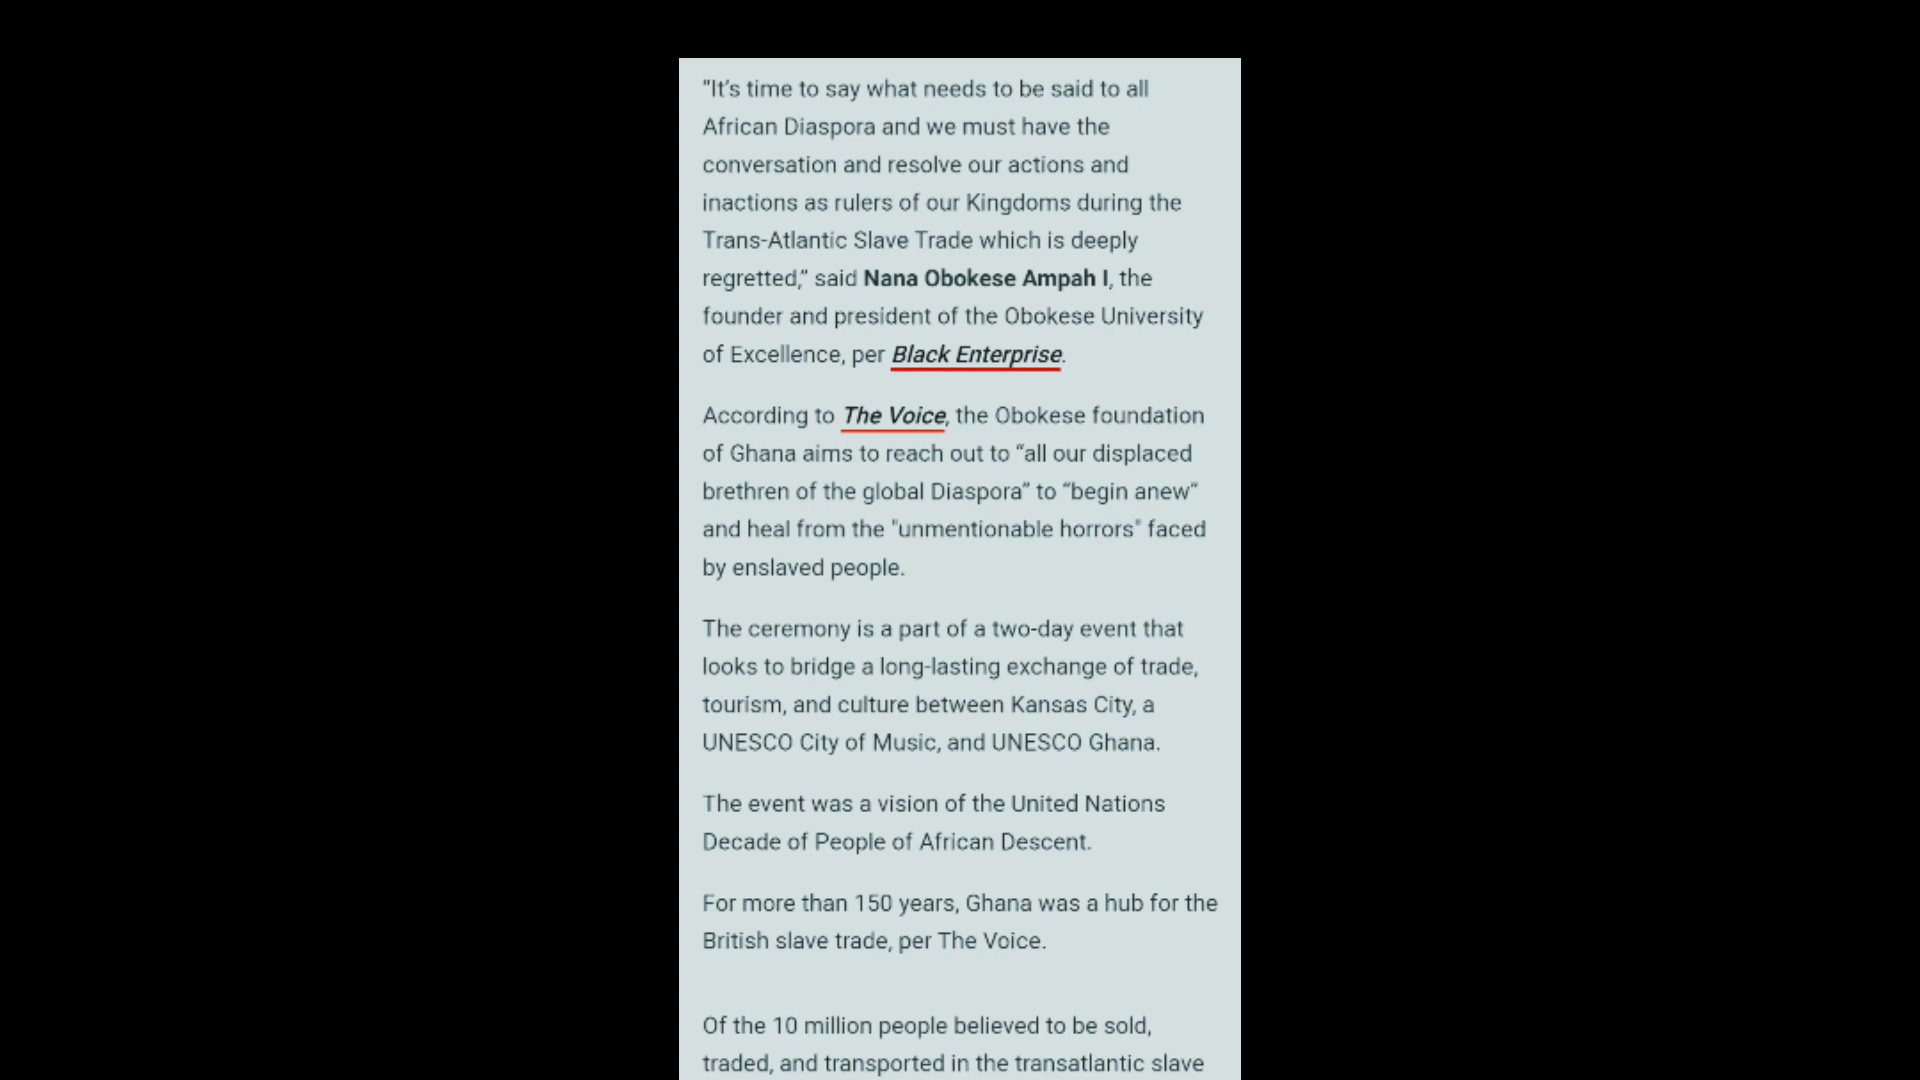 “It’s time to say what needs to be said to all
African Diaspora and we must have the
conversation and resolve our actions and
inactions as rulers of our Kingdoms during the
Trans-Atlantic Slave Trade which is deeply
regretted,” said Nana Obokese Ampah I, the
founder and president of the Obokese University
of Excellence, per Black Enterprise.
According to The Voice, the Obokese foundation
of Ghana aims to reach out to “all our displaced
brethren of the global Diaspora” to “begin anew“
and heal from the "unmentionable horrors" faced
by enslaved people.
The ceremony is a part of a two-day event that
looks to bridge a long-lasting exchange of trade,
tourism, and culture between Kansas City, a
UNESCO City of Music, and UNESCO Ghana.
The event was a vision of the United Nations
Decade of People of African Descent.
For more than 150 years, Ghana was a hub for the
British slave trade, per The Voice.
Of the 10 million people believed to be sold,
traded, and transported in the transatlantic slave